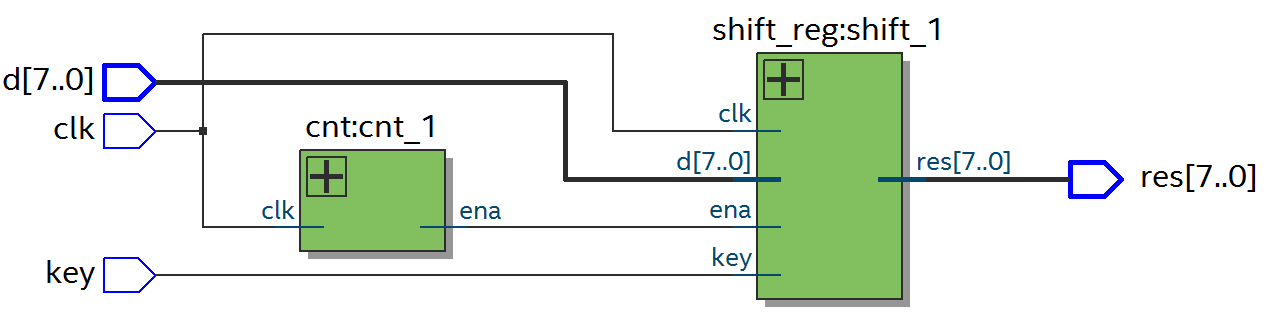 shift_reg:shift_1
d[7..0]
clk
clk
cnt:cnt_1
d[7..0]
res[7..0]
res[7..0]
clk
ena
ena
key
key